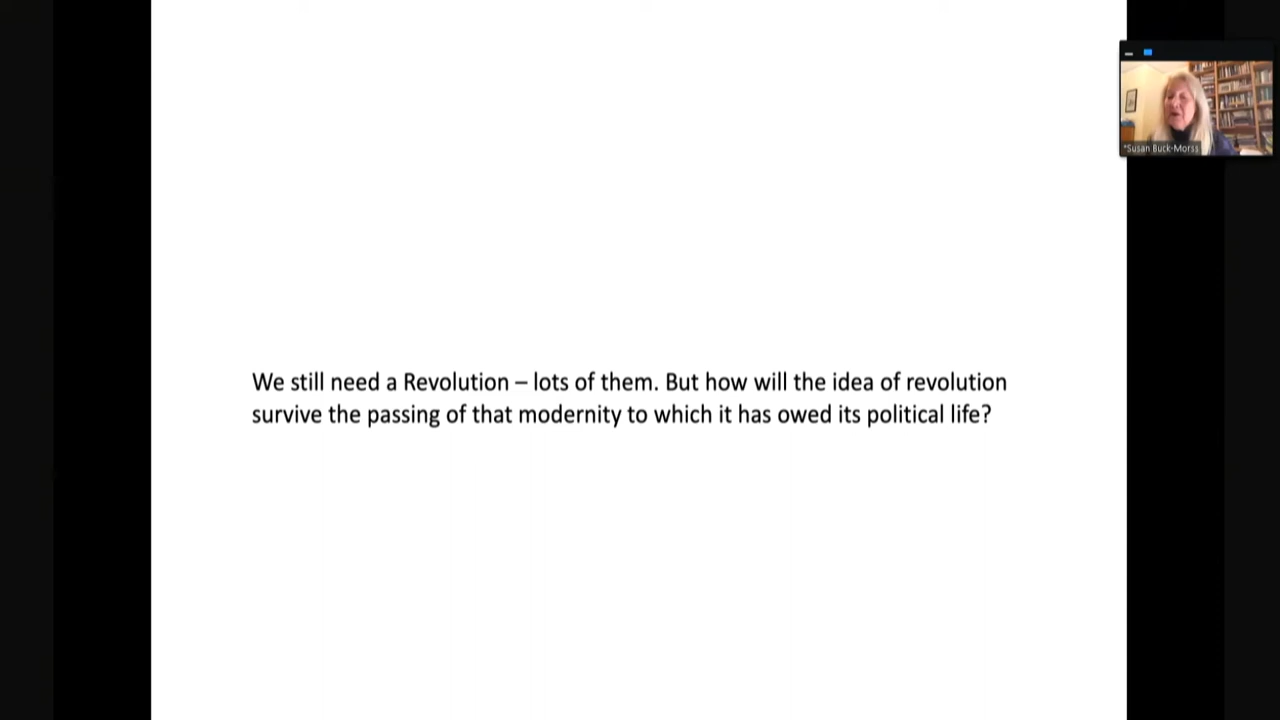 *Susan Buck-Morss
We still need a Revolution – lots of them. But how will the idea of revolution
survive the passing of that modernity to which it has owed its political life?